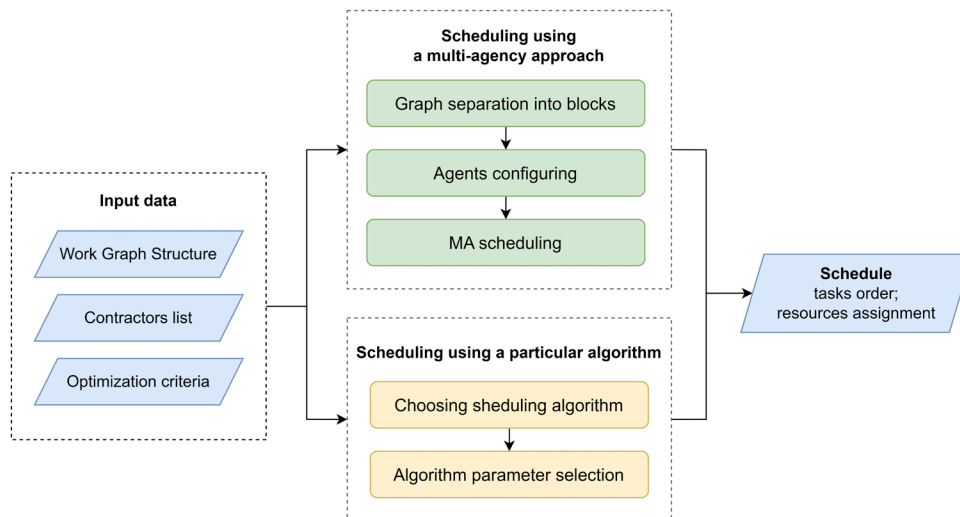 Scheduling using
a multi-agency approach
Graph separation into blocks
Agents configuring
MA scheduling
Input data
Work Graph Structure
Contractors list
Optimization criteria
Scheduling using a particular algorithm
Choosing sheduling algorithm
Algorithm parameter selection
Schedule
tasks order;
resources assignment